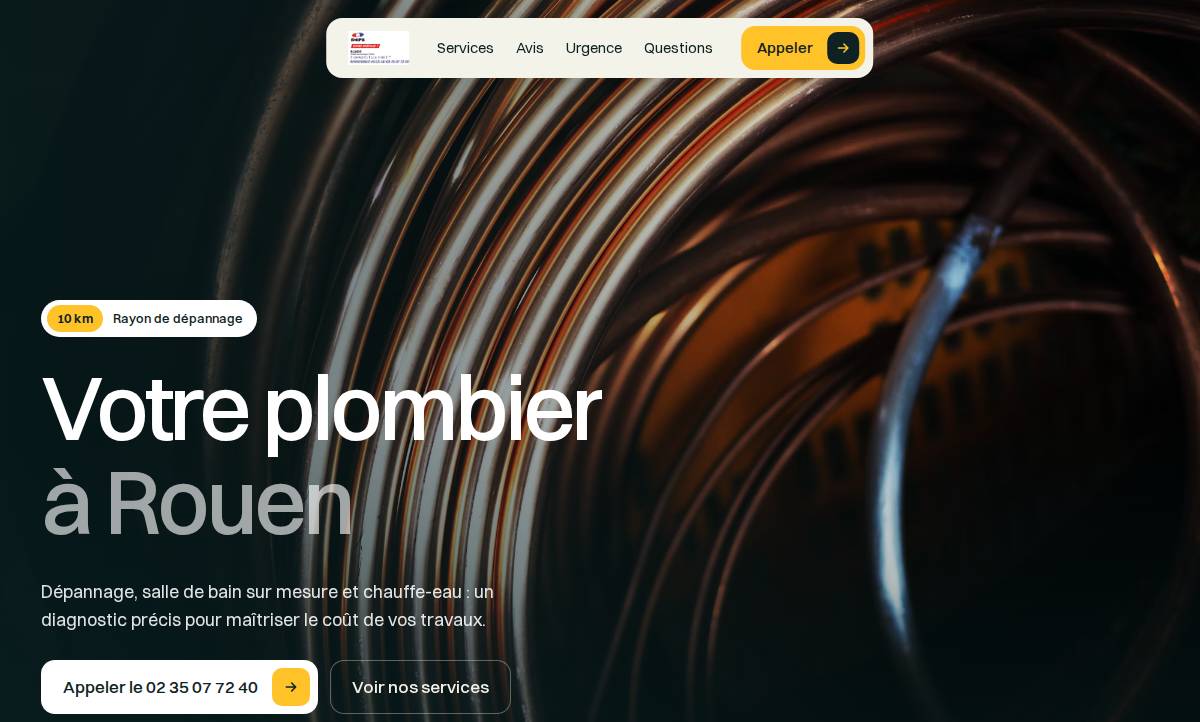 SNIPS
Services
Avis
Urgence
Questions
Appeler
10 km
Rayon de dépannage
Votre plombier
à Rouen
Dépannage, salle de bain sur mesure et chauffe-eau : un
diagnostic précis pour maîtriser le coût de vos travaux.
Appeler le 02 35 07 72 40
Voir nos services